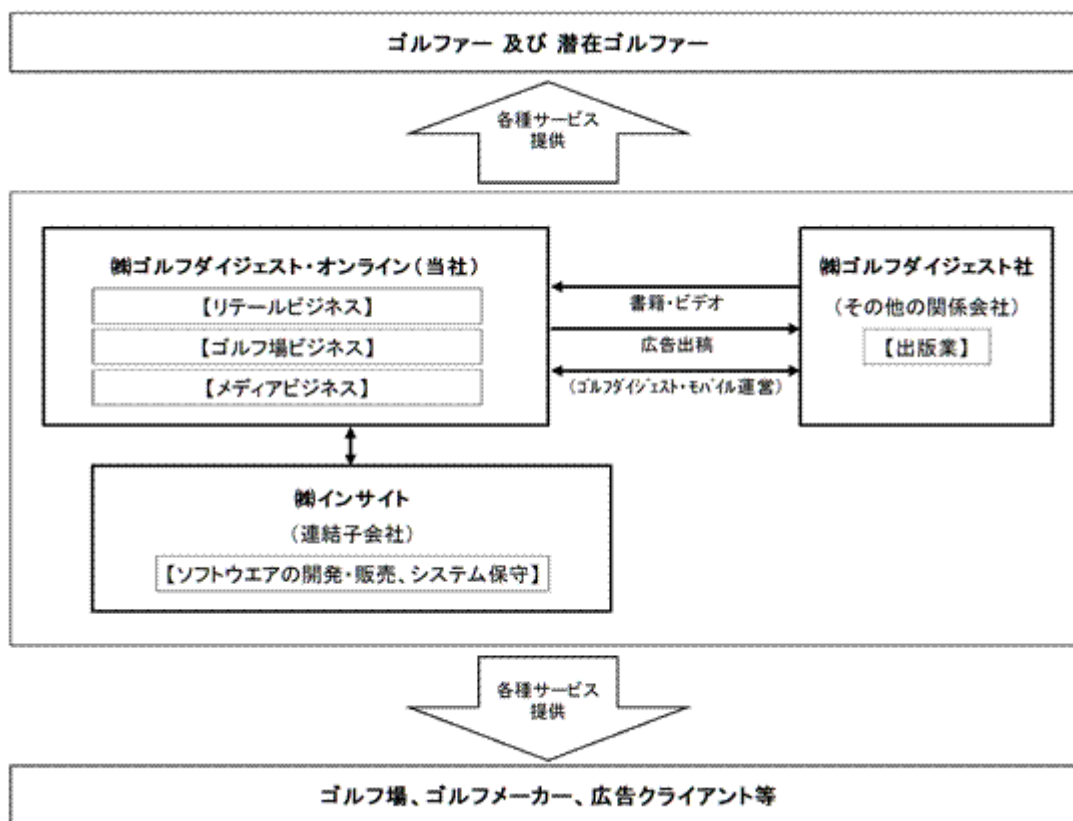 ゴルファー 及び 潜在ゴルファー
各種サービス
提供
㈱ゴルフダイジェスト・オンライン（当社）
【リテールビジネス】
【ゴルフ場ビジネス】
【メディアビジネス】
書籍・ビデオ
広告出稿
（ゴルフダイジェスト・モバイル運営）
㈱ゴルフダイジェスト社
（その他の関係会社）
【出版業】
㈱インサイト
（連結子会社）
【ソフトウエアの開発・販売、システム保守】
各種サービス
提供
ゴルフ場、ゴルフメーカー、広告クライアント等